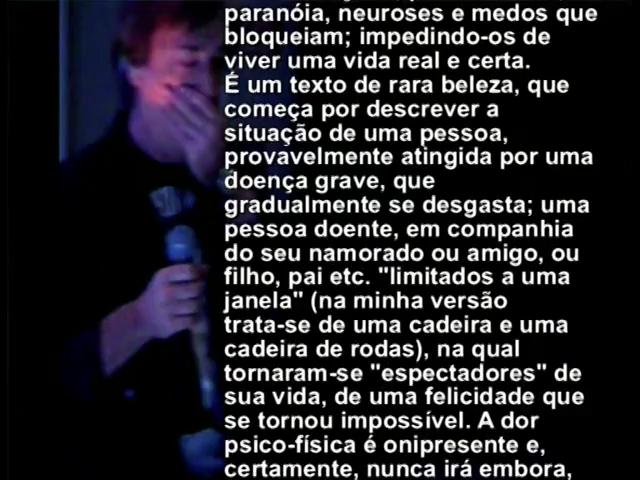 paranóia, neuroses e medos que
bloqueiam; impedindo-os de
viver uma vida real e certa.
É um texto de rara beleza, que
começa por descrever a
situação de uma pessoa,
provavelmente atingida por uma
doença grave, que
gradualmente se desgasta; uma
pessoa doente, em companhia
do seu namorado ou amigo, ou
filho, pai etc. "limitados a uma
janela" (na minha versão
trata-se de uma cadeira e uma
cadeira de rodas), na qual
tornaram-se "espectadores" de
sua vida, de uma felicidade que
se tornou impossível. A dor
psico-física é onipresente e,
certamente, nunca irá embora,